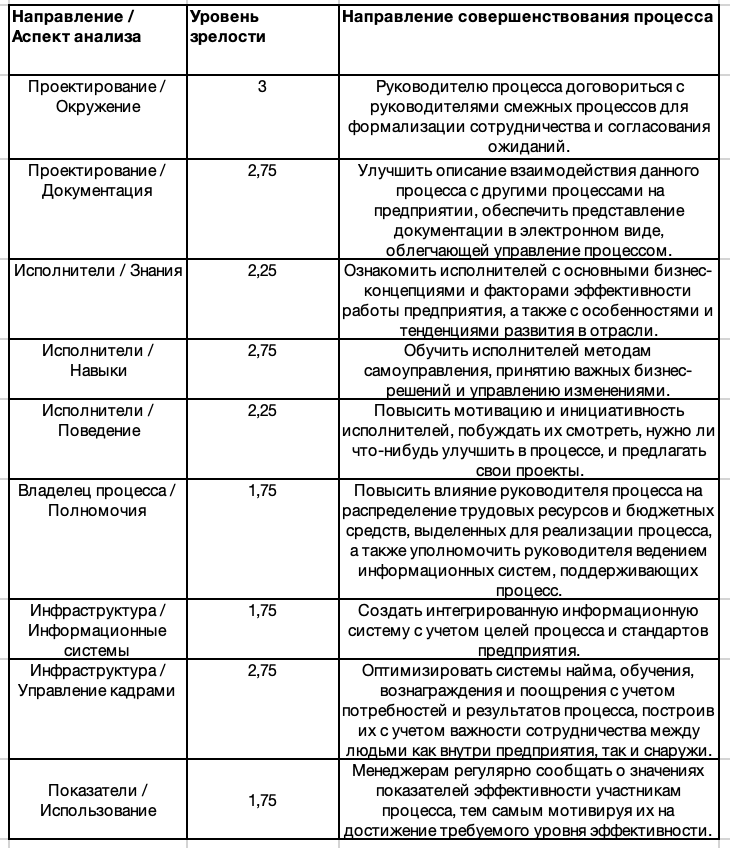 Направление /
Аспект анализа
Уровень
зрелости
Направление совершенствования процесса
Проектирование /
Окружение
3
Руководителю процесса договориться с
руководителями смежных процессов для
формализации сотрудничества и согласования
ожиданий.
Проектирование /
Документация
2,75
Улучшить описание взаимодействия данного
процесса с другими процессами на
предприятии, обеспечить представление
документации в электронном виде,
облегчающей управление процессом.
Исполнители / Знания
2,25
Ознакомить исполнителей с основными бизнес-
концепциями и факторами эффективности
работы предприятия, а также с особенностями и
тенденциями развития в отрасли.
Исполнители /
Навыки
2,75
Обучить исполнителей методам
самоуправления, принятию важных бизнес-
решений и управлению изменениями.
Исполнители /
Поведение
2,25
Повысить мотивацию и инициативность
исполнителей, побуждать их смотреть, нужно ли
что-нибудь улучшить в процессе, и предлагать
свои проекты.
Владелец процесса /
Полномочия
1,75
Повысить влияние руководителя процесса на
распределение трудовых ресурсов и бюджетных
средств, выделенных для реализации процесса,
а также уполномочить руководителя ведением
информационных систем, поддерживающих
процесс.
Инфраструктура /
Информационные
системы
1,75
Создать интегрированную информационную
систему с учетом целей процесса и стандартов
предприятия.
Инфраструктура /
Управление кадрами
2,75
Оптимизировать системы найма, обучения,
вознаграждения и поощрения с учетом
потребностей и результатов процесса, построив
их с учетом важности сотрудничества между
людьми как внутри предприятия, так и снаружи.
Показатели /
Использование
1,75
Менеджерам регулярно сообщать о значениях
показателей эффективности участникам
процесса, тем самым мотивируя их на
достижение требуемого уровня эффективности.